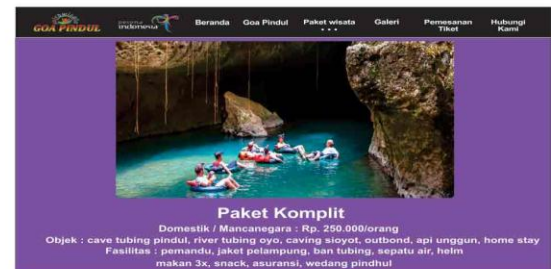 GOA PINDUL
pesona
indonesia
Beranda
Goa Pindul
Paket wisata
Galeri
Pemesanan
Tiket
Hubungi
Kami
Paket Komplit
Domestik / Mancanegara : Rp. 250.000/orang
Objek : cave tubing pindul, river tubing oyo, caving sioyot, outbond, api unggun, home stay
Fasilitas : pemandu, jaket pelampung, ban tubing, sepatu air, helm
makan 3x, snack, asuransi, wedang pindhul